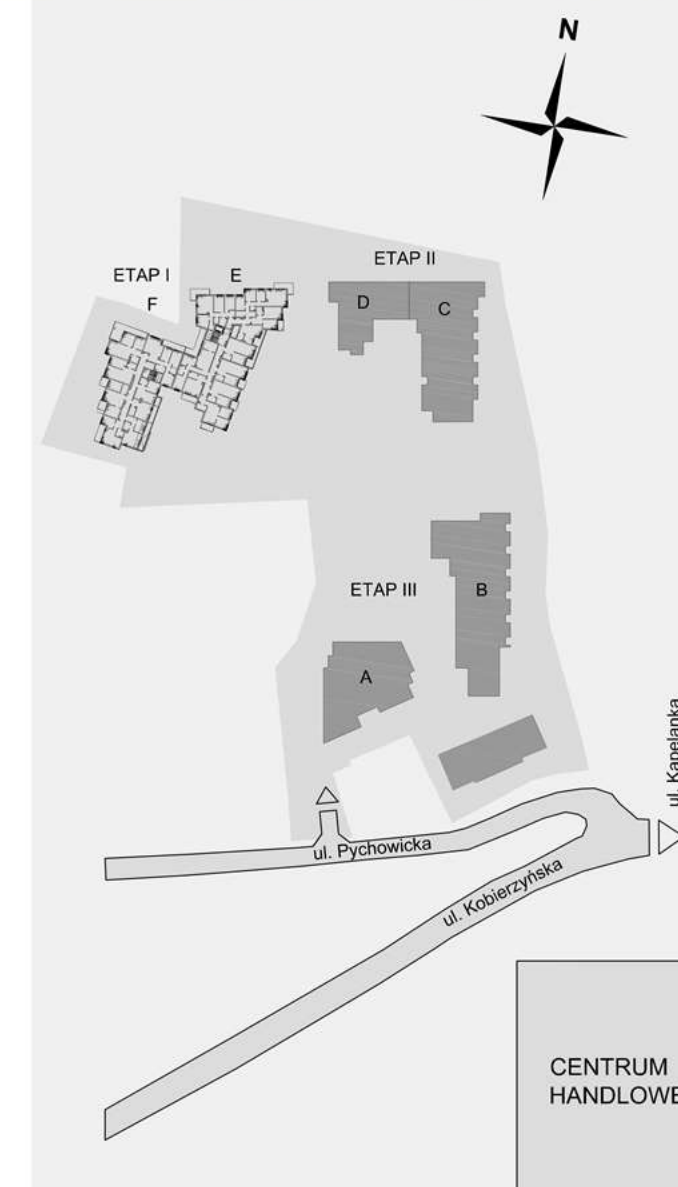 N
ETAP II
ETAP I
E
F
D
C
ETAP III
B
A
ul. Kapelanka
ul. Pychowicka
ul. Kobierzyńska
CENTRUM
HANDLOWE